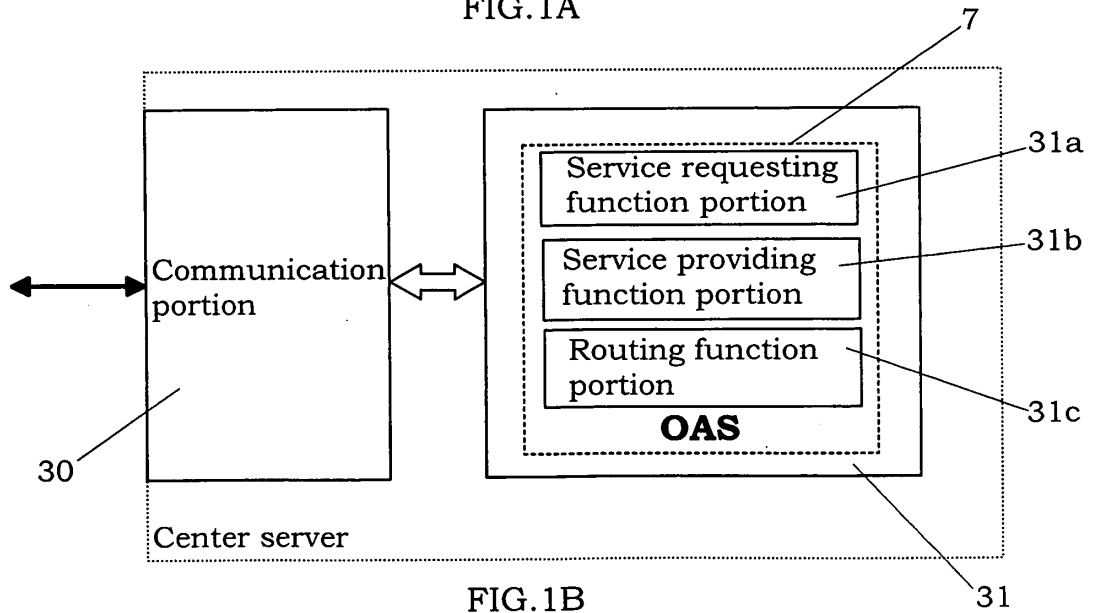 FIG.1A
7
Service requesting
function portion
31a
Service providing
function portion
31b
Communication
portion
Routing function
portion
31c
OAS
30
Center server
31
FIG.1B